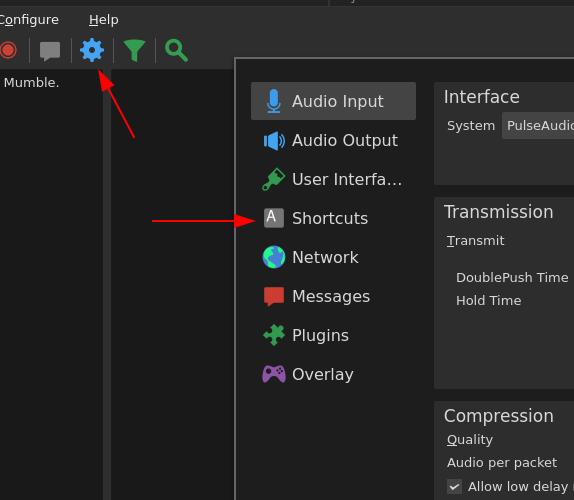 Configure Help
Mumble.
Audio Input
Audio Output
User Interfa...
A Shortcuts
Network
Messages
Plugins
Overlay
Interface
System PulseAudio
Transmission
Transmit
DoublePush Time
Hold Time
Compression
Quality
Audio per packet
Allow low delay